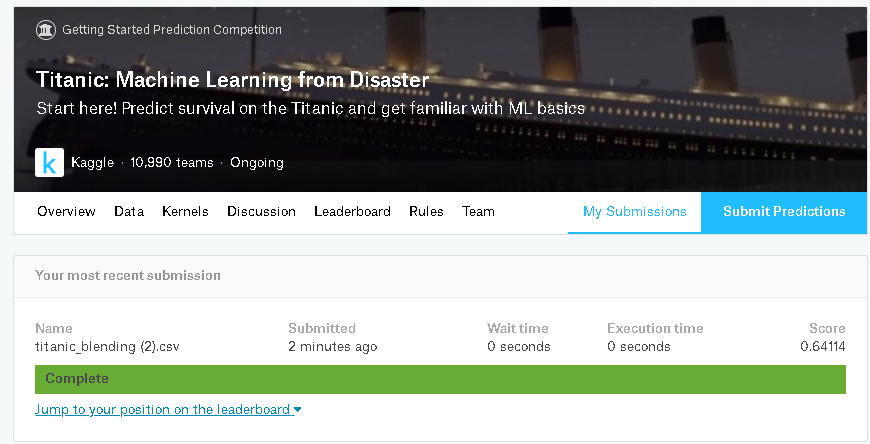 Getting Started Prediction Competition
Titanic: Machine Learning from Disaster
Start here! Predict survival on the Titanic and get familiar with ML basics
k Kaggle · 10,990 teams · Ongoing
Overview Data Kernels Discussion Leaderboard Rules Team My Submissions Submit Predictions
Your most recent submission
Name Submitted Wait time Execution time Score
titanic_blending (2).csv 2 minutes ago 0 seconds 0 seconds 0.64114
Complete
Jump to your position on the leaderboard